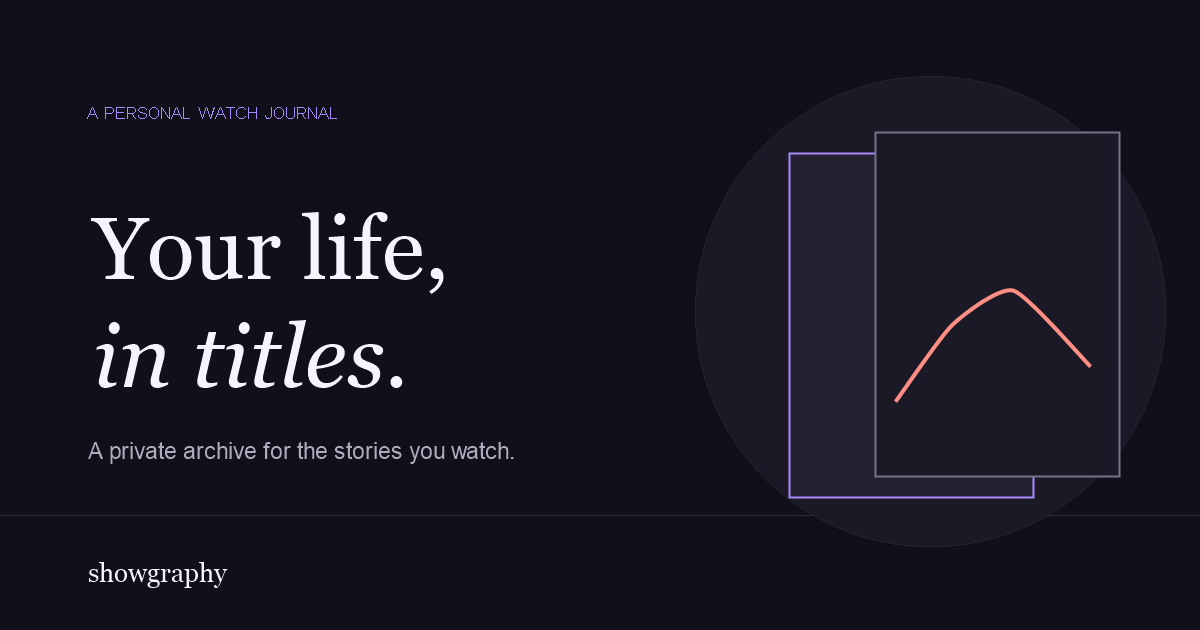 A PERSONAL WATCH JOURNAL
Your life,
in titles.
A private archive for the stories you watch.
showgraphy